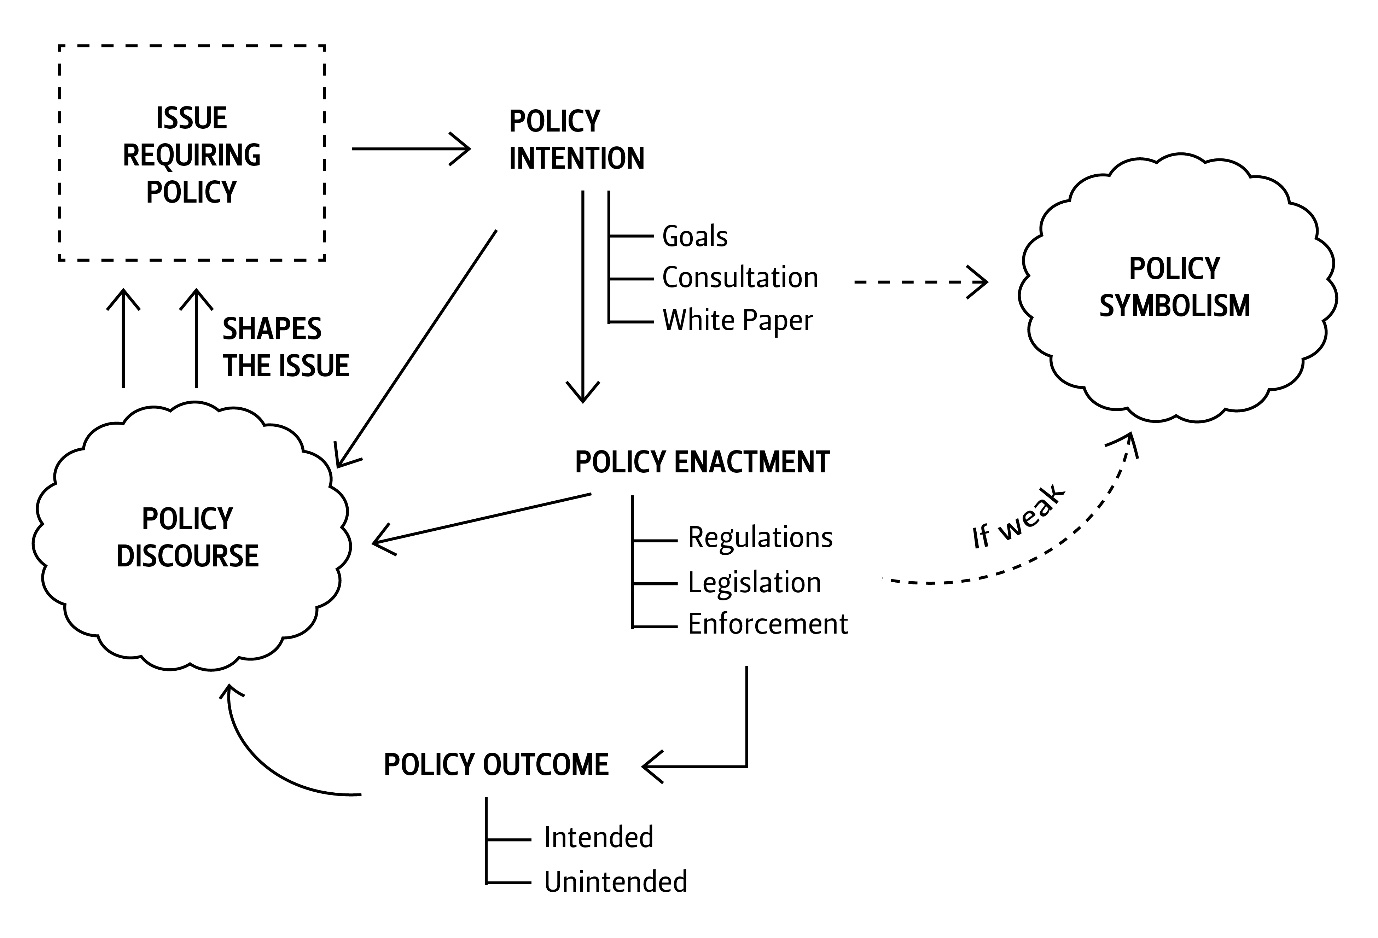 ISSUE
REQUIRING
POLICY
POLICY
INTENTION
Goals
Consultation
White Paper
POLICY
SYMBOLISM
SHAPES
THE ISSUE
POLICY ENACTMENT
Regulations
Legislation
Enforcement
If weak
POLICY
DISCOURSE
POLICY OUTCOME
Intended
Unintended